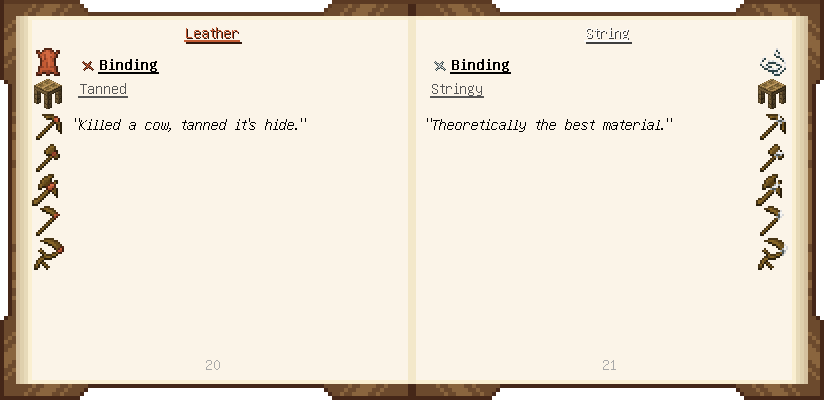 Leather
Binding
Tanned
"Killed a cow, tanned it's hide."
20
String
Binding
Stringy
"Theoretically the best material."
21